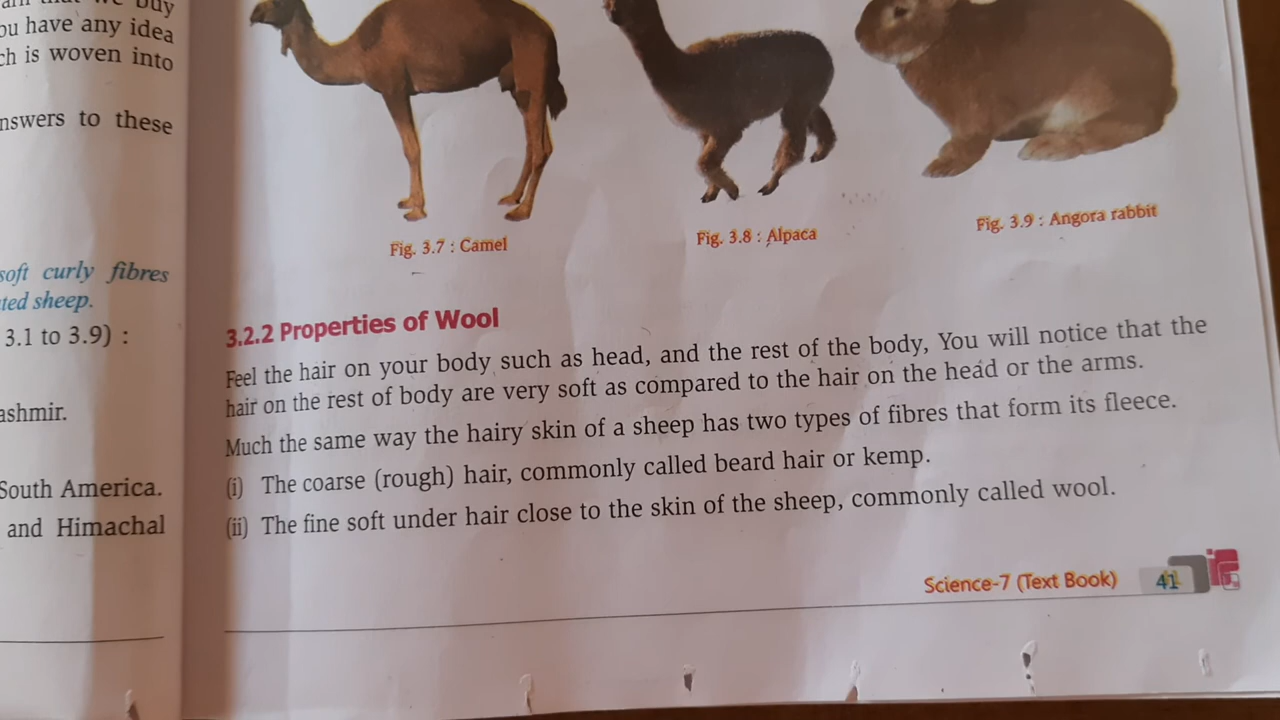 buy
ou have any idea
ch is woven into
nswers to these
soft curly fibres
ted sheep.
3.1 to 3.9) :
ashmir.
South America.
and Himachal
Fig. 3.7 : Camel
Fig. 3.8 : Alpaca
Fig. 3.9 : Angora rabbit
3.2.2 Properties of Wool
Feel the hair on your body such as head, and the rest of the body, You will notice that the
hair on the rest of body are very soft as compared to the hair on the head or the arms.
Much the same way the hairy skin of a sheep has two types of fibres that form its fleece.
(i) The coarse (rough) hair, commonly called beard hair or kemp.
(ii) The fine soft under hair close to the skin of the sheep, commonly called wool.
Science-7 (Text Book) 41